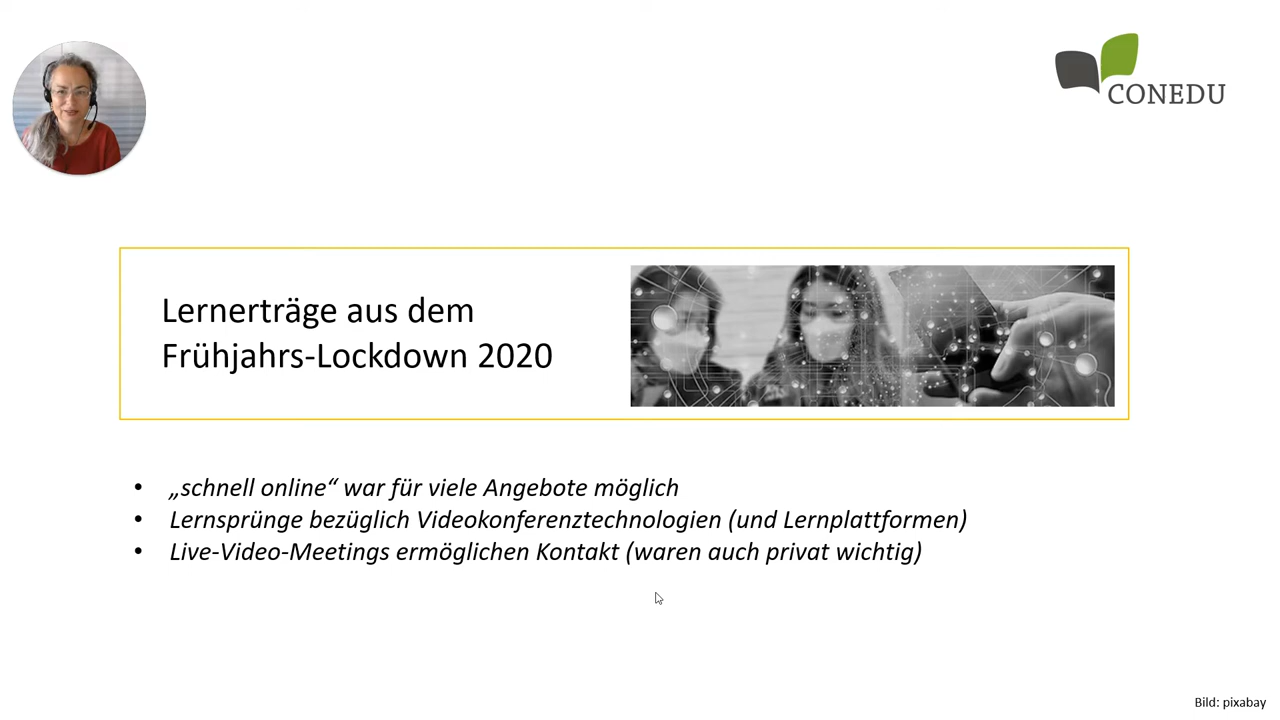 CONEDU
Lernerträge aus dem
Frühjahrs-Lockdown 2020
• „schnell online“ war für viele Angebote möglich
• Lernsprünge bezüglich Videokonferenztechnologien (und Lernplattformen)
• Live-Video-Meetings ermöglichen Kontakt (waren auch privat wichtig)
Bild: pixabay